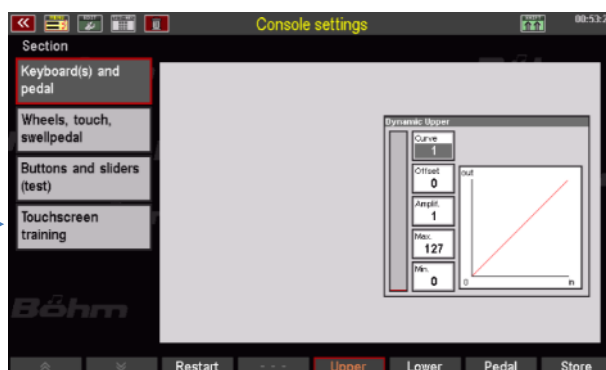 Console settings
00:53:2
Section
Keyboard(s) and
pedal
Wheels, touch,
swellpedal
Buttons and sliders
(test)
Touchscreen
training
Dynamic Upper
Curve
1
Offset
0
Amplif.
1
Max.
127
Min.
0
out
0
in
Böhm
Restart
- - -
Upper
Lower
Pedal
Store